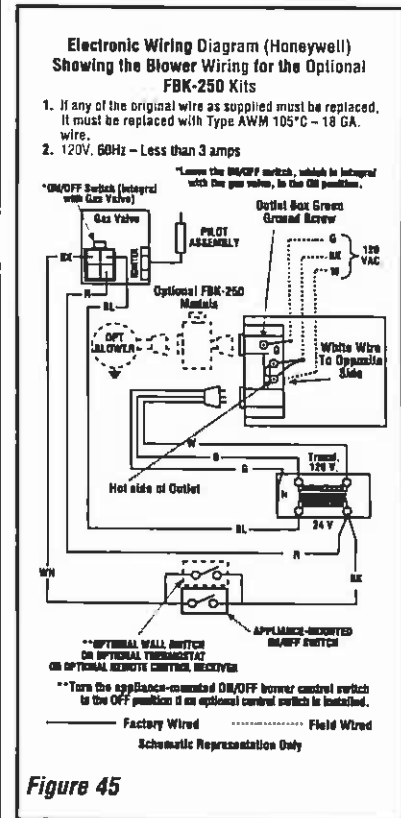 Electronic Wiring Diagram (Honeywell)
Showing the Blower Wiring for the Optional
FBK-250 Kits
1. If any of the original wire as supplied must be replaced,
it must be replaced with Type AWM 105°C – 18 GA.
wire.
2. 120V, 60Hz – Less than 3 amps
*Leave the ON/OFF switch, which is integral
with the gas valve, in the ON position.
*ON/OFF Switch (Integral
with Gas Valve)
Gas Valve
Outlet Box Green
Ground Screw
PILOT
ASSEMBLY
IGNITER
G
BK
W
120
VAC
BK
R
BL
Optional FBK-250
Models
OPT
BLOWER
G
White Wire
To Opposite
Side
W
B
G
Transf.
120 V.
Hot side of Outlet
BL
24 V
R
WH
BK
**OPTIONAL WALL SWITCH
OR OPTIONAL THERMOSTAT
OR OPTIONAL REMOTE CONTROL RECEIVER
APPLIANCE-MOUNTED
ON/OFF SWITCH
**Turn the appliance-mounted ON/OFF burner control switch
to the OFF position if an optional control switch is installed.
Factory Wired
Field Wired
Schematic Representation Only
Figure 45